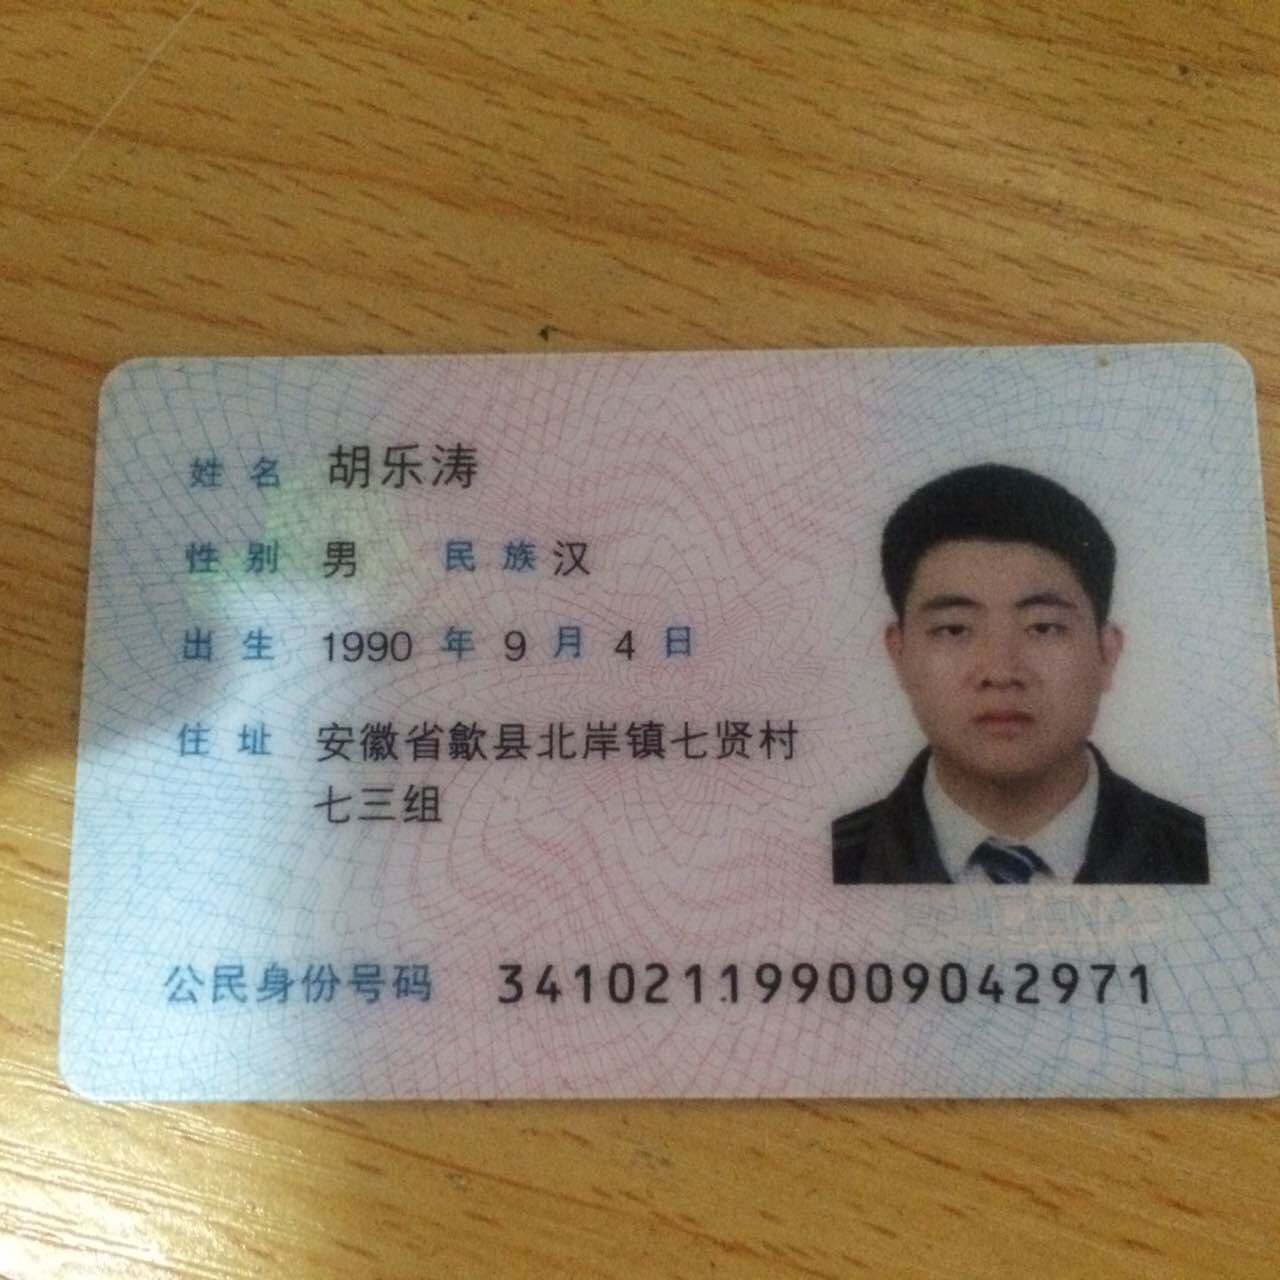 姓名 胡乐涛
性别 男 民族 汉
出生 1990 年 9 月 4 日
住址 安徽省歙县北岸镇七贤村
七三组
公民身份号码 341021199009042971